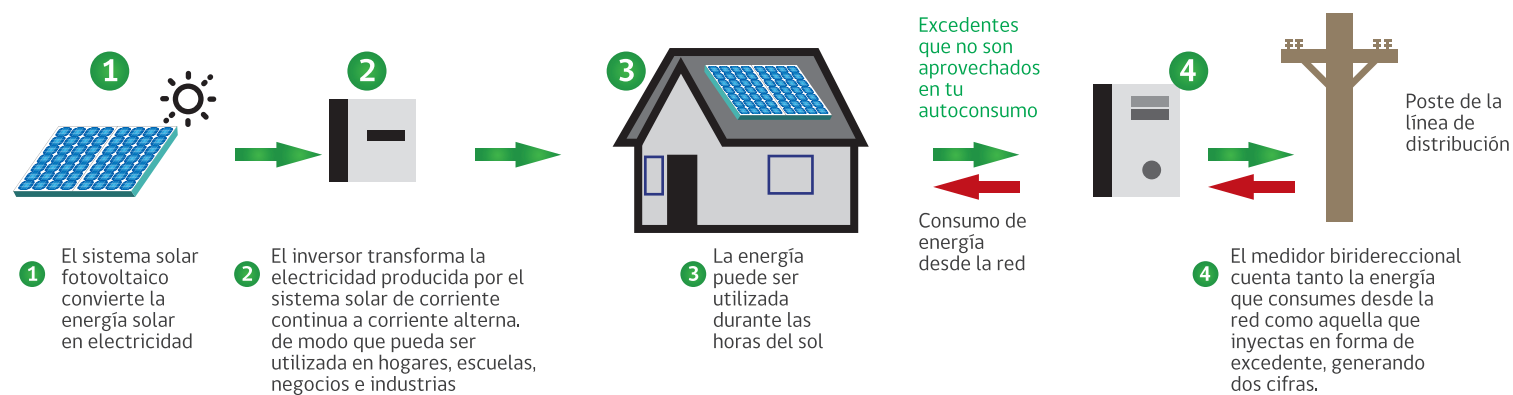 1
2
3
Excedentes
que no son
aprovechados
en tu
autoconsumo
4
Poste de la
línea de
distribución
Consumo de
energía
desde la red
1
El sistema solar
fotovoltaico
convierte la
energía solar
en electricidad
2
El inversor transforma la
electricidad producida por el
sistema solar de corriente
continua a corriente alterna.
de modo que pueda ser
utilizada en hogares, escuelas,
negocios e industrias
3
La energía
puede ser
utilizada
durante las
horas del sol
4
El medidor biridereccional
cuenta tanto la energía
que consumes desde la
red como aquella que
inyectas en forma de
excedente, generando
dos cifras.